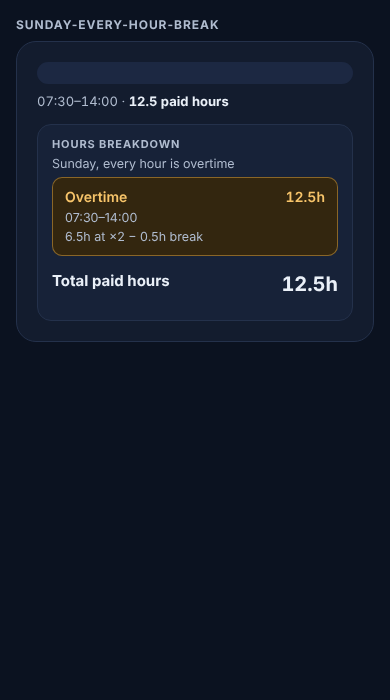 SUNDAY-EVERY-HOUR-BREAK
07:30–14:00 · 12.5 paid hours
HOURS BREAKDOWN
Sunday, every hour is overtime
Overtime 12.5h
07:30–14:00
6.5h at ×2 − 0.5h break
Total paid hours 12.5h